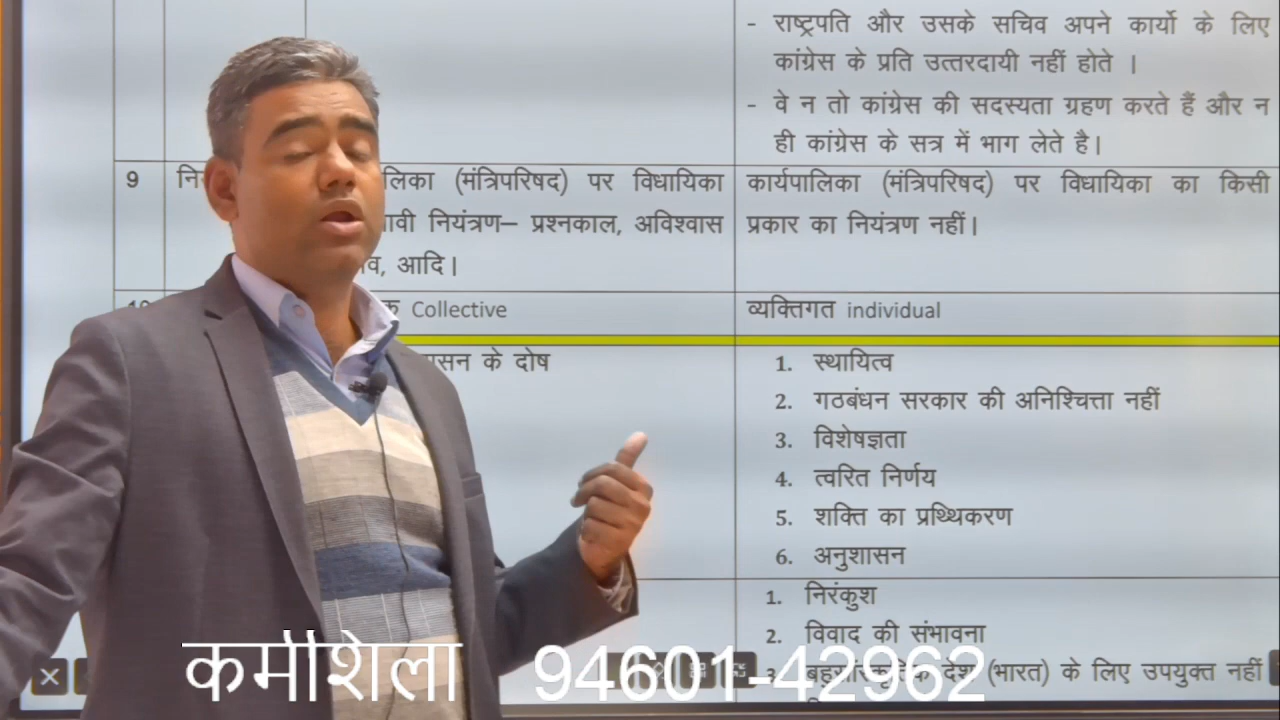 - राष्ट्रपति और उसके सचिव अपने कार्यो के लिए
कांग्रेस के प्रति उत्तरदायी नहीं होते ।
- वे न तो कांग्रेस की सदस्यता ग्रहण करते हैं और न
ही कांग्रेस के सत्र में भाग लेते है।
9
लिका (मंत्रिपरिषद) पर विधायिका
नियंत्रण– प्रश्नकाल, अविश्वास
आदि।
कार्यपालिका (मंत्रिपरिषद) पर विधायिका का किसी
प्रकार का नियंत्रण नहीं।
Collective
व्यक्तिगत individual
के दोष
1. स्थायित्व
2. गठबंधन सरकार की अनिश्चित्ता नहीं
3. विशेषज्ञता
4. त्वरित निर्णय
5. शक्ति का प्रथ्थिकरण
6. अनुशासन
1. निरंकुश
2. विवाद की संभावना
देश (भारत) के लिए उपयुक्त नहीं
कर्मशिला 94601-42962